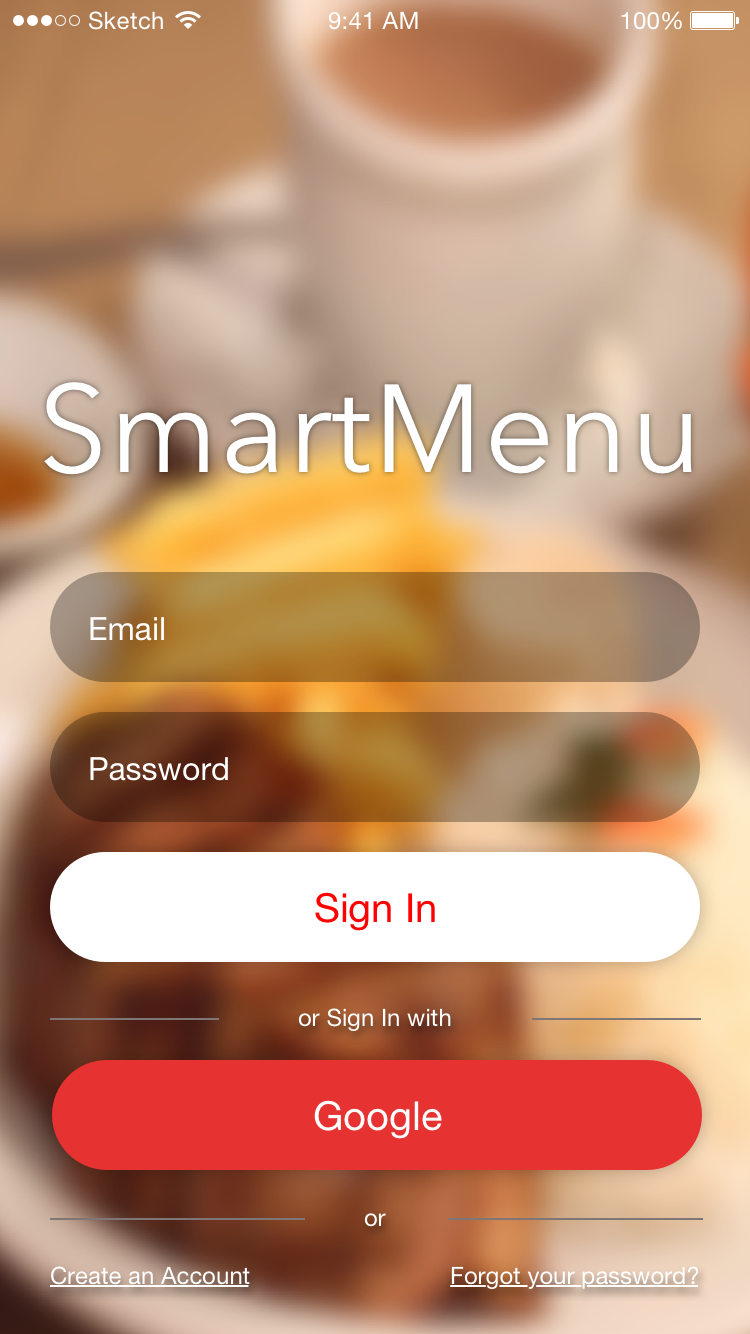 Sketch 9:41 AM 100%
SmartMenu
Email
Password
Sign In
or Sign In with
Google
or
Create an Account Forgot your password?